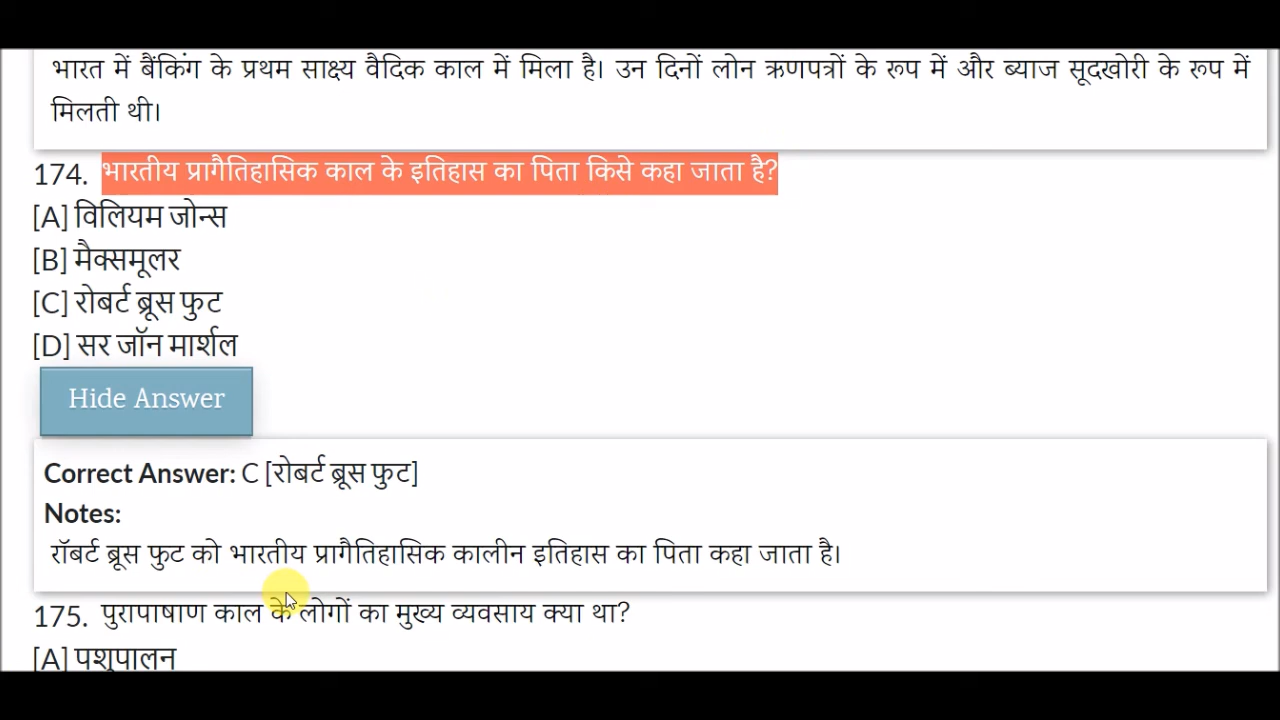 भारत में बैंकिंग के प्रथम साक्ष्य वैदिक काल में मिला है। उन दिनों लोन ऋणपत्रों के रूप में और ब्याज सूदखोरी के रूप में
मिलती थी।
174. भारतीय प्रागैतिहासिक काल के इतिहास का पिता किसे कहा जाता है?
[A] विलियम जोन्स
[B] मैक्समूलर
[C] रोबर्ट ब्रूस फुट
[D] सर जॉन मार्शल
Hide Answer
Correct Answer: C [रोबर्ट ब्रूस फुट]
Notes:
रॉबर्ट ब्रूस फुट को भारतीय प्रागैतिहासिक कालीन इतिहास का पिता कहा जाता है।
175. पुरापाषाण काल के लोगों का मुख्य व्यवसाय क्या था?
[A] पशुपालन